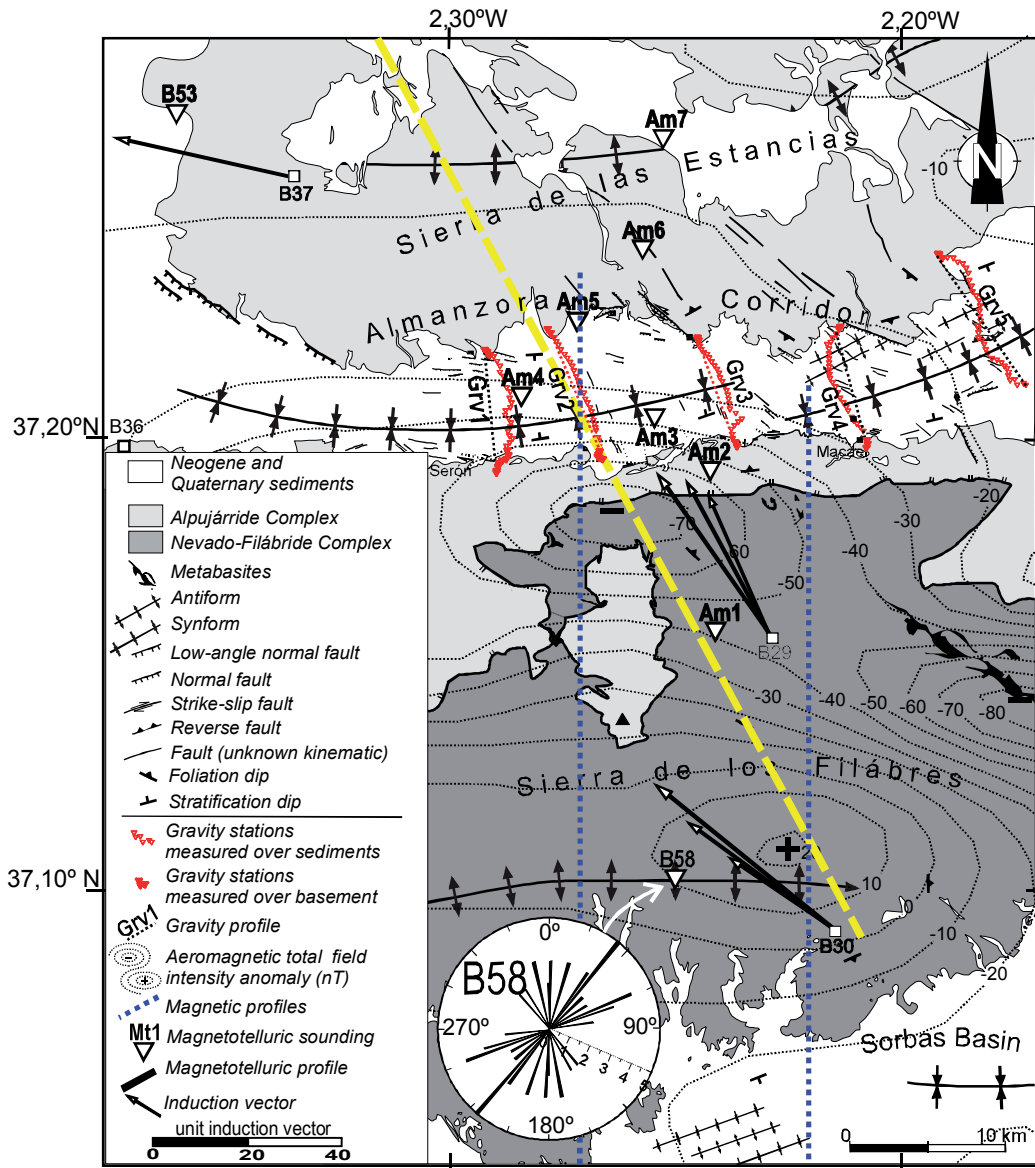 2,30ºW
2,20ºW
B53
Am7
Sierra de las Estancias
-10
N
B37
Am6
Almanzora Corridor
Am5
Grv5
Grv1
Am4
Grv2
Grv3
Grv4
37,20º N
B36
Am3
Serón
Am2
Macael
-20
-30
-70
-60
-40
-50
Am1
B29
-30
-40
-50
-60
-70
-80
Sierra de los Filábres
+
B58
37,10º N
10
0
B30
-10
-20
B58
0º
90º
180º
270º
1
2
3
4
5
Sorbas Basin
0
10 km
Neogene and
Quaternary sediments
Alpujárride Complex
Nevado-Filábride Complex
Metabasites
Antiform
Synform
Low-angle normal fault
Normal fault
Strike-slip fault
Reverse fault
Fault (unknown kinematic)
Foliation dip
Stratification dip
Gravity stations
measured over sediments
Gravity stations
measured over basement
Grv1
Gravity profile
Aeromagnetic total field
intensity anomaly (nT)
Magnetic profiles
Mt1
Magnetotelluric sounding
Magnetotelluric profile
Induction vector
unit induction vector
0 20 40